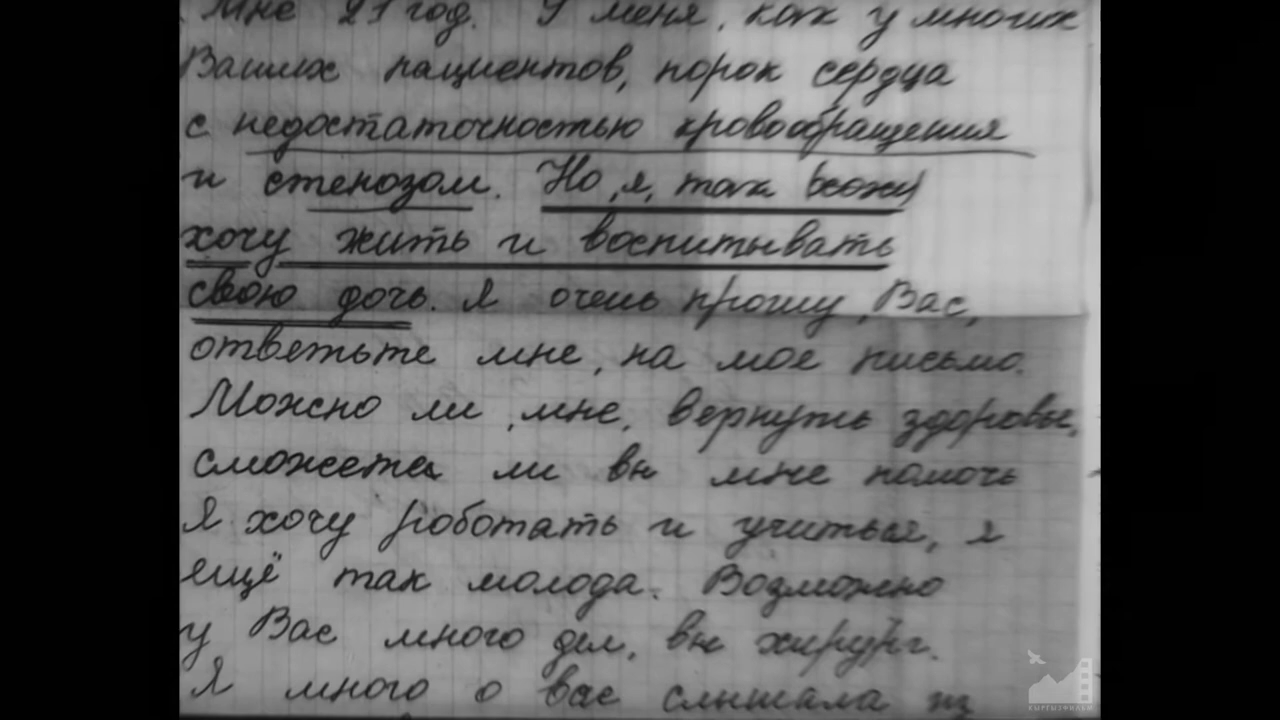 Мне 21 год. У меня, как у многих
Ваших пациентов, порок сердца
с недостаточностью кровообращения
и стенозом. Но, я, так
хочу жить и воспитывать
свою дочь. Я очень прошу, Вас,
ответьте мне, на мое письмо.
Можно ли, мне, вернуть здоровье,
сможете ли вы мне помочь
Я хочу работать и учиться, я
ещё так молода. Возможно
у Вас много дел, вы хирург.
Я много о вас слышала из
КЫРГЫЗФИЛЬМ